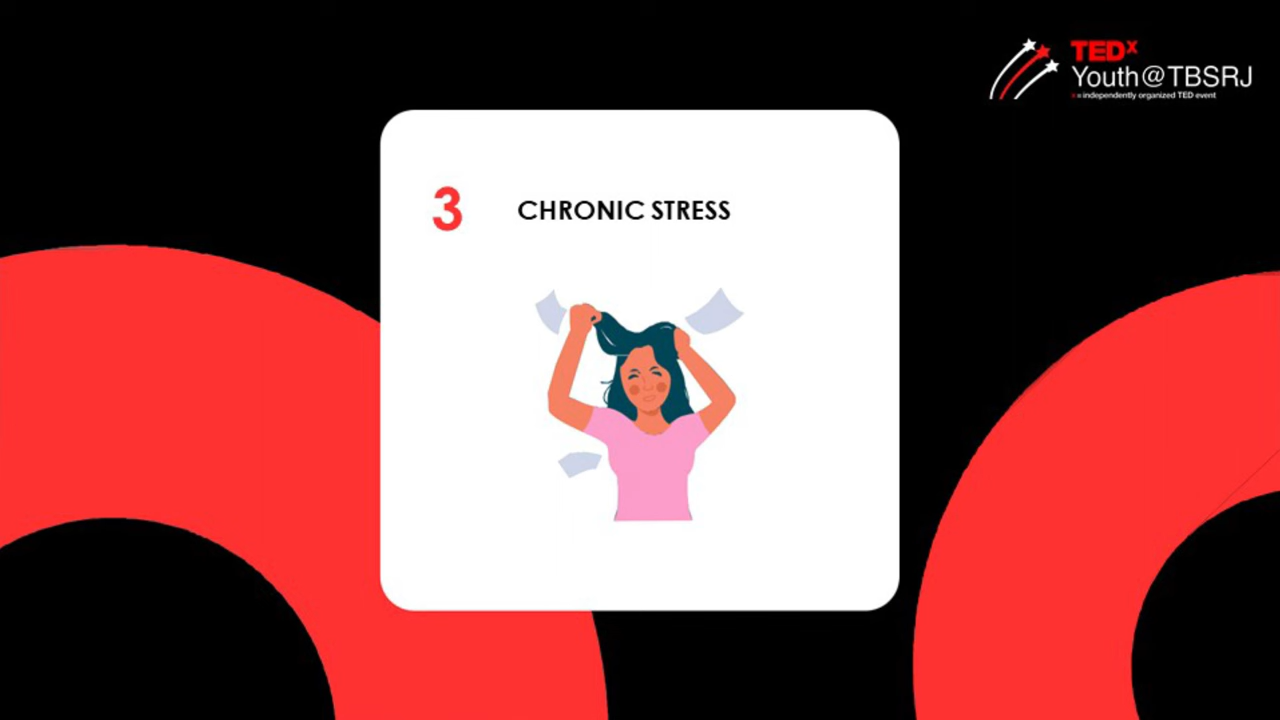 TEDx
Youth@TBSRJ
x = independently organized TED event
3 CHRONIC STRESS